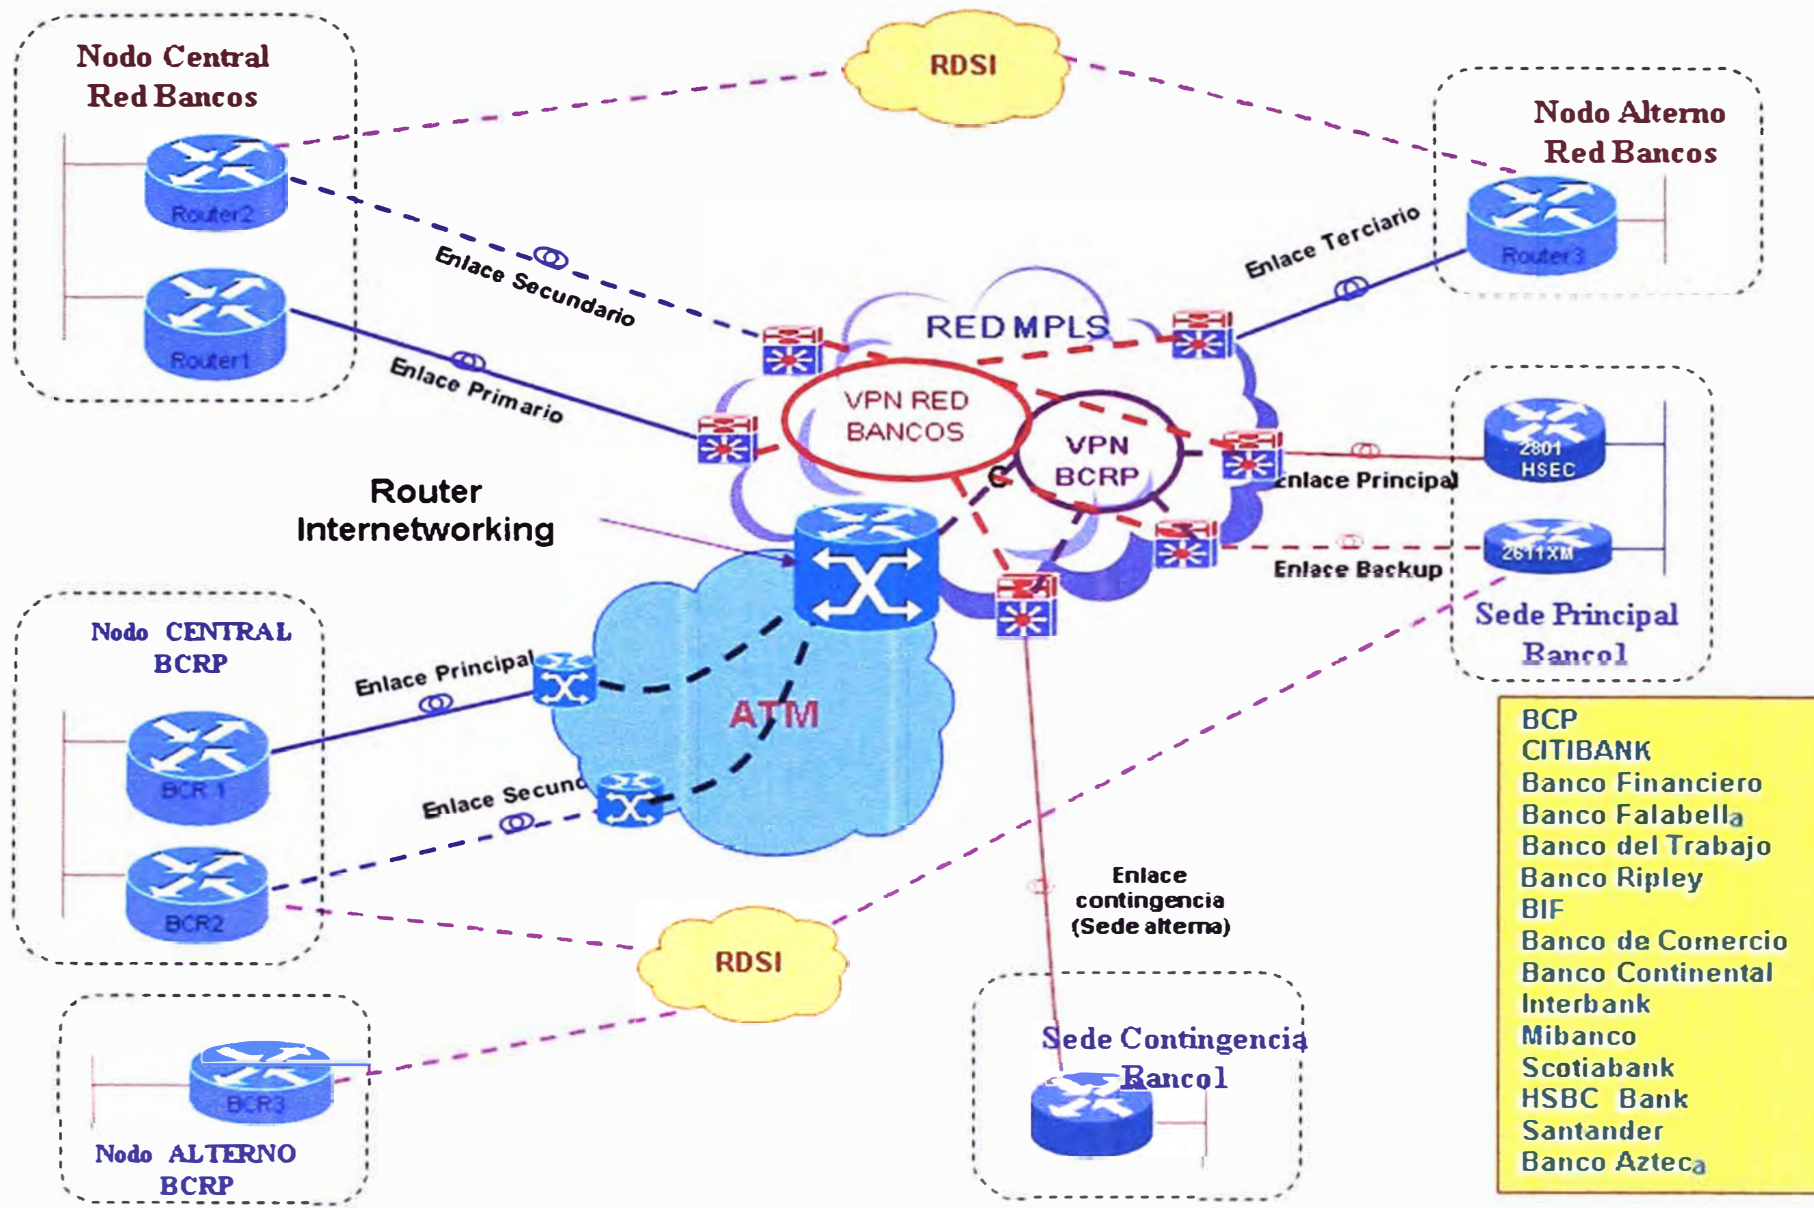 Nodo Central
Red Bancos
Router2
Router1
RDSI
Nodo Alterno
Red Bancos
Router3
Enlace Secundario
Enlace Primario
Enlace Terciario
RED MPLS
VPN RED
BANCOS
VPN
BCRP
C
2801
HSEC
Enlace Principal
2611XM
Enlace Backup
Sede Principal
Banco1
Router
Internetworking
Nodo CENTRAL
BCRP
Enlace Principal
BCR 1
ATM
Enlace Secund
BCR2
RDSI
BCR3
Nodo ALTERNO
BCRP
Enlace
contingencia
(Sede alterna)
Sede Contingencia
Banco1
BCP
CITIBANK
Banco Financiero
Banco Falabella
Banco del Trabajo
Banco Ripley
BIF
Banco de Comercio
Banco Continental
Interbank
Mibanco
Scotiabank
HSBC Bank
Santander
Banco Azteca